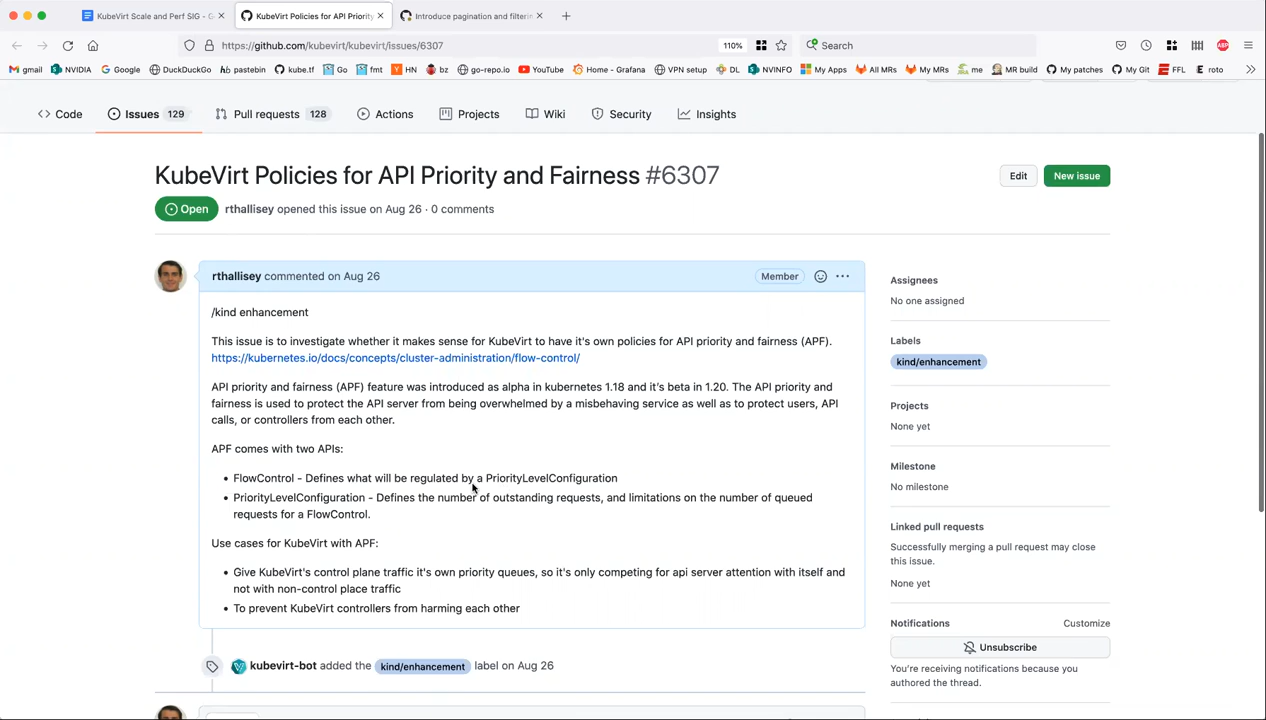 KubeVirt Scale and Perf SIG - G
KubeVirt Policies for API Priority
Introduce pagination and filterin
https://github.com/kubevirt/kubevirt/issues/6307
110%
Search
gmail
NVIDIA
Google
DuckDuckGo
hb pastebin
kube.tf
Go
fmt
HN
bz
go-repo.io
YouTube
Home - Grafana
VPN setup
DL
NVINFO
My Apps
All MRs
My MRs
me
MR build
My patches
My Git
FFL
roto
Code
Issues 129
Pull requests 128
Actions
Projects
Wiki
Security
Insights
KubeVirt Policies for API Priority and Fairness #6307
Edit
New issue
Open
rthallisey opened this issue on Aug 26 · 0 comments
rthallisey commented on Aug 26
Member
/kind enhancement
This issue is to investigate whether it makes sense for KubeVirt to have it's own policies for API priority and fairness (APF).
https://kubernetes.io/docs/concepts/cluster-administration/flow-control/
API priority and fairness (APF) feature was introduced as alpha in kubernetes 1.18 and it's beta in 1.20. The API priority and
fairness is used to protect the API server from being overwhelmed by a misbehaving service as well as to protect users, API
calls, or controllers from each other.
APF comes with two APIs:
• FlowControl - Defines what will be regulated by a PriorityLevelConfiguration
• PriorityLevelConfiguration - Defines the number of outstanding requests, and limitations on the number of queued
requests for a FlowControl.
Use cases for KubeVirt with APF:
• Give KubeVirt's control plane traffic it's own priority queues, so it's only competing for api server attention with itself and
not with non-control place traffic
• To prevent KubeVirt controllers from harming each other
kubevirt-bot added the kind/enhancement label on Aug 26
Assignees
No one assigned
Labels
kind/enhancement
Projects
None yet
Milestone
No milestone
Linked pull requests
Successfully merging a pull request may close
this issue.
None yet
Notifications
Customize
Unsubscribe
You're receiving notifications because you
authored the thread.